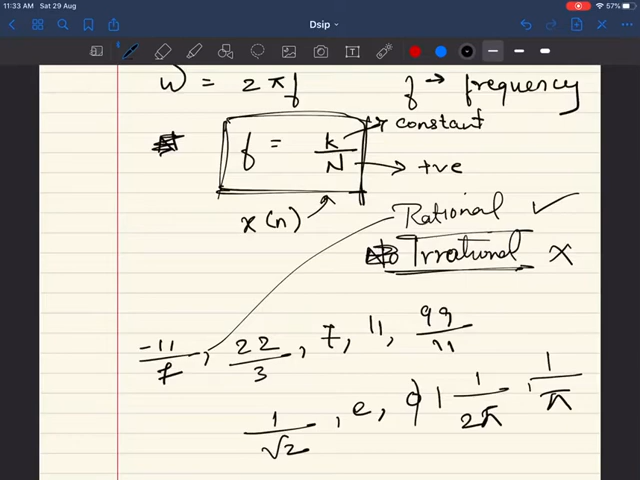 11:33 AM Sat 29 Aug 57%
Dsip
ω = 2πf f → frequency
f = k/N → constant
→ +ve
x(n) Rational ✓
Irrational ✗
-11/7, 22/3, 7, 11, 99/11
1/√2, e, φ, 1/2π, 1/π